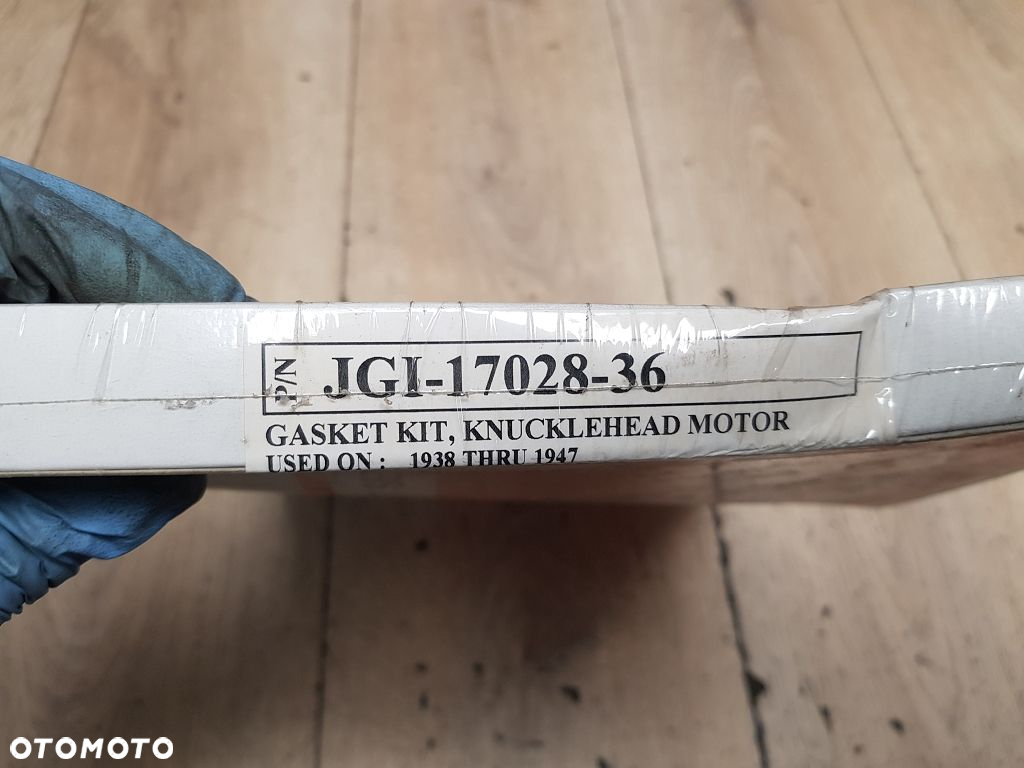 P/N JGI-17028-36
GASKET KIT, KNUCKLEHEAD MOTOR
USED ON : 1938 THRU 1947
OTOMOTO